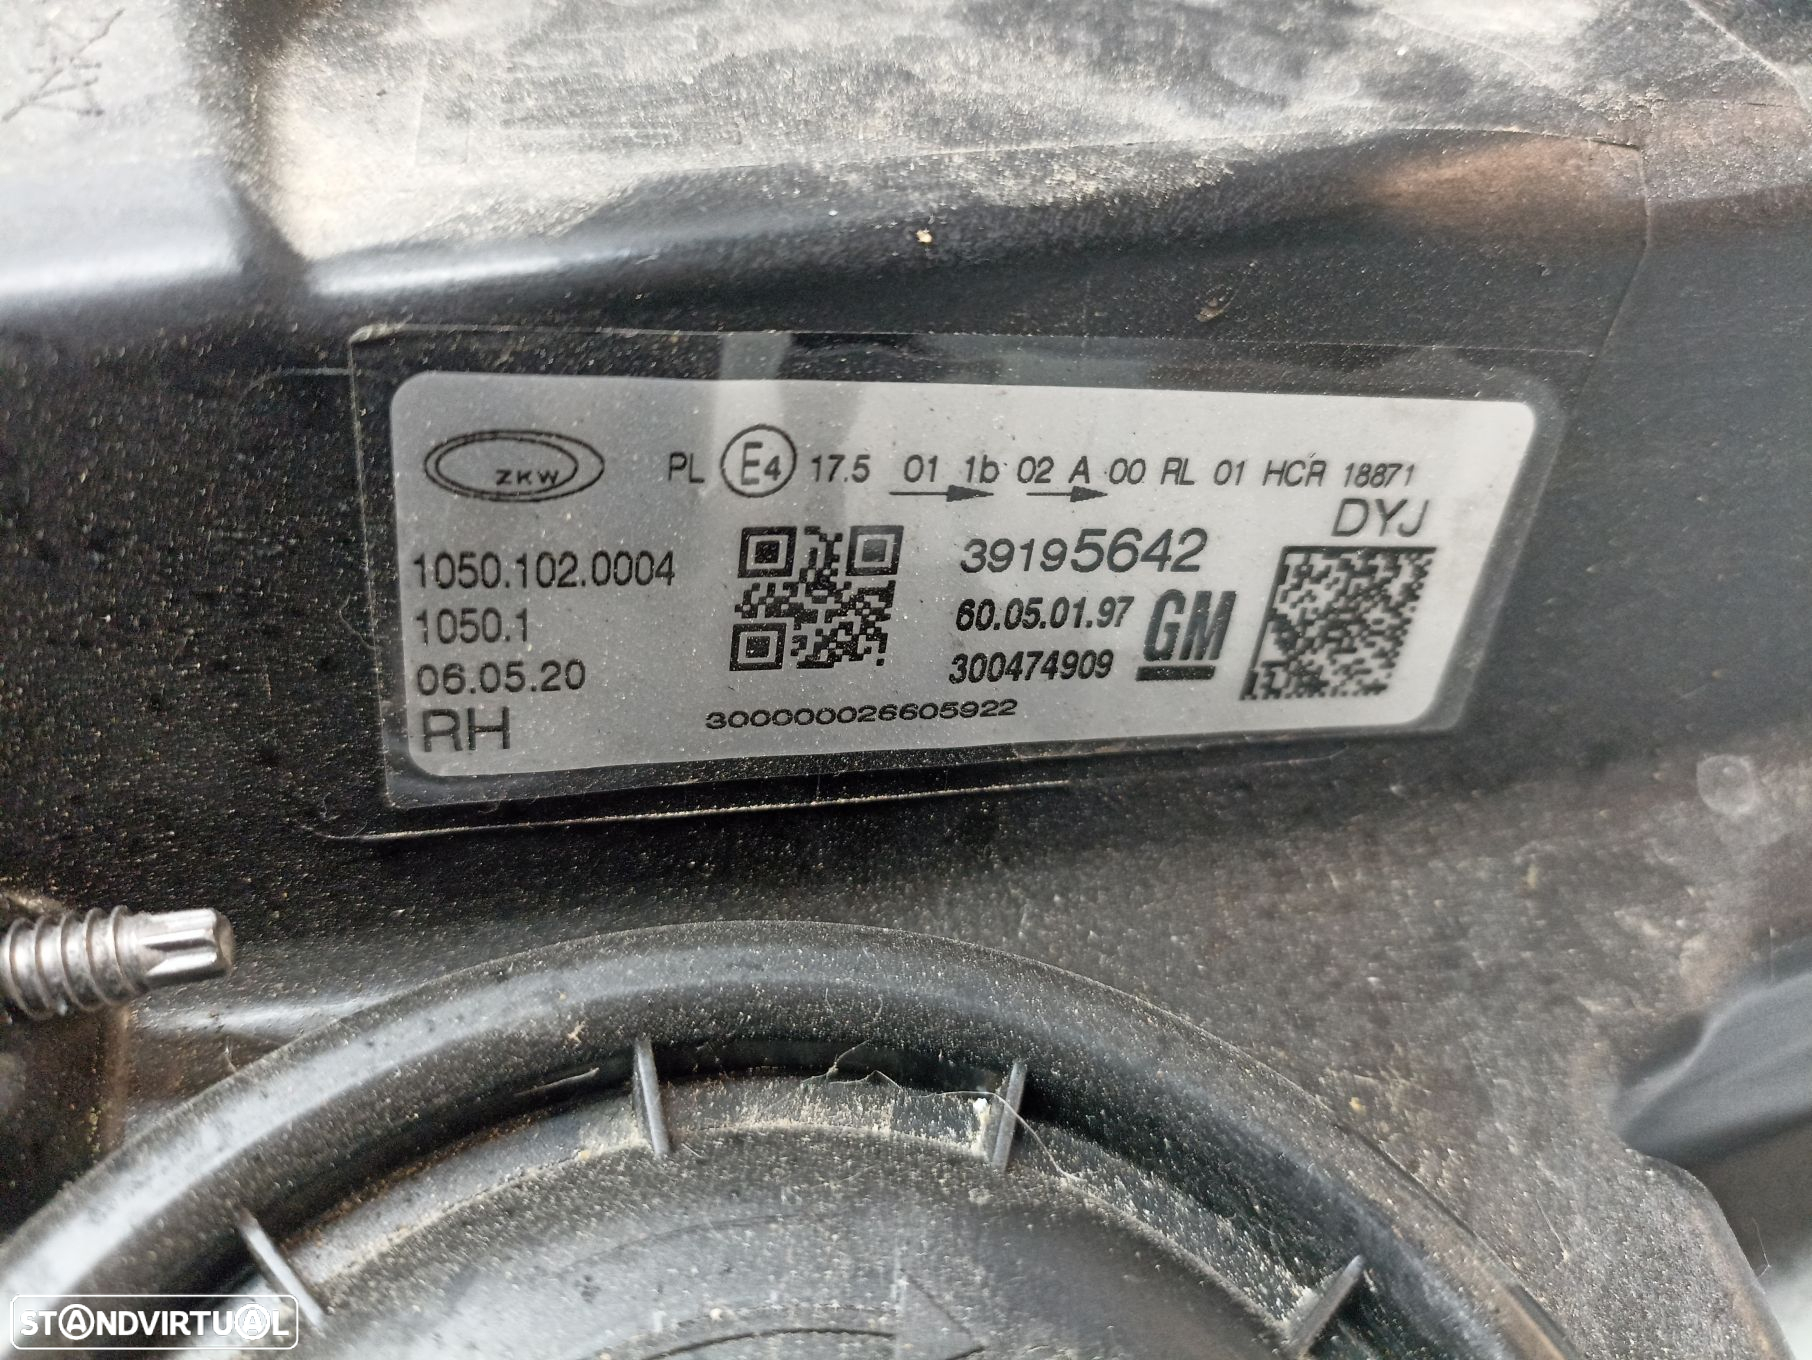 ZKW PL E4 17.5 01 1b 02 A 00 RL 01 HCR 18871
DYJ
1050.102.0004
39195642
1050.1
60.05.01.97
GM
06.05.20
300474909
RH
300000026605922
STANDVIRTUAL